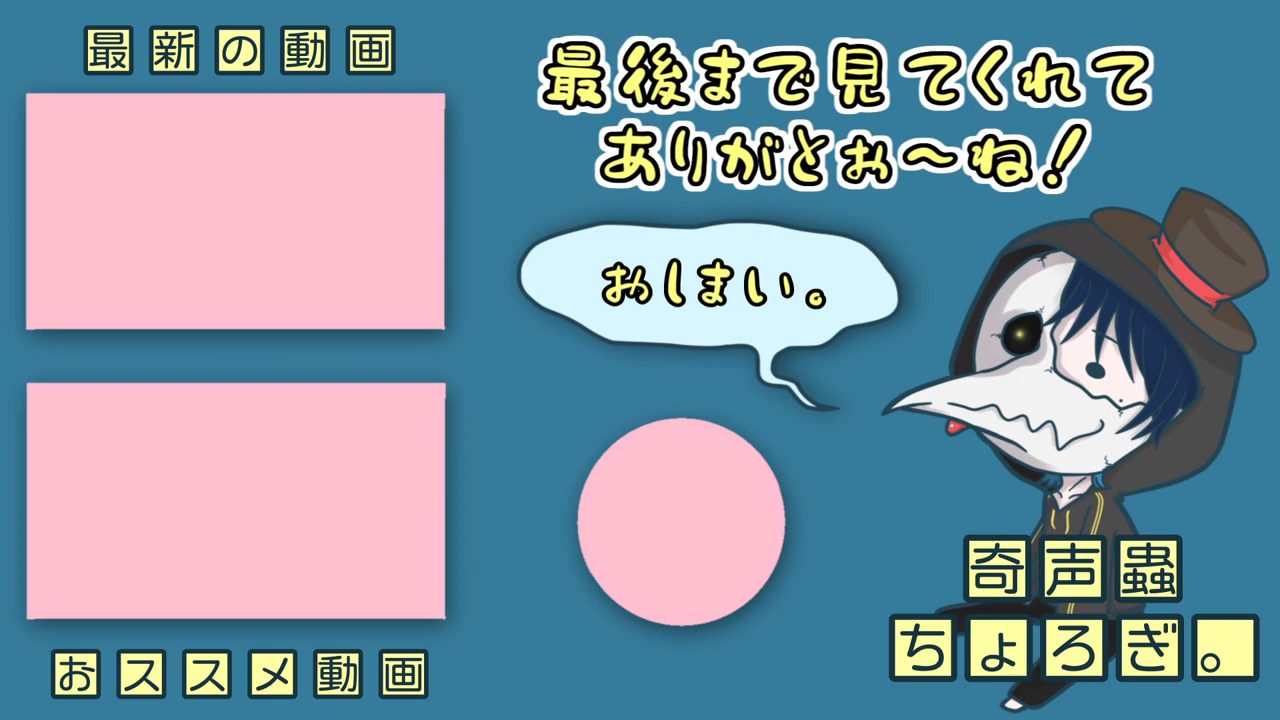 最新の動画
最後まで見てくれて
ありがとぉ～ね！
おしまい。
奇声蟲
ちょろぎ。
おススメ動画